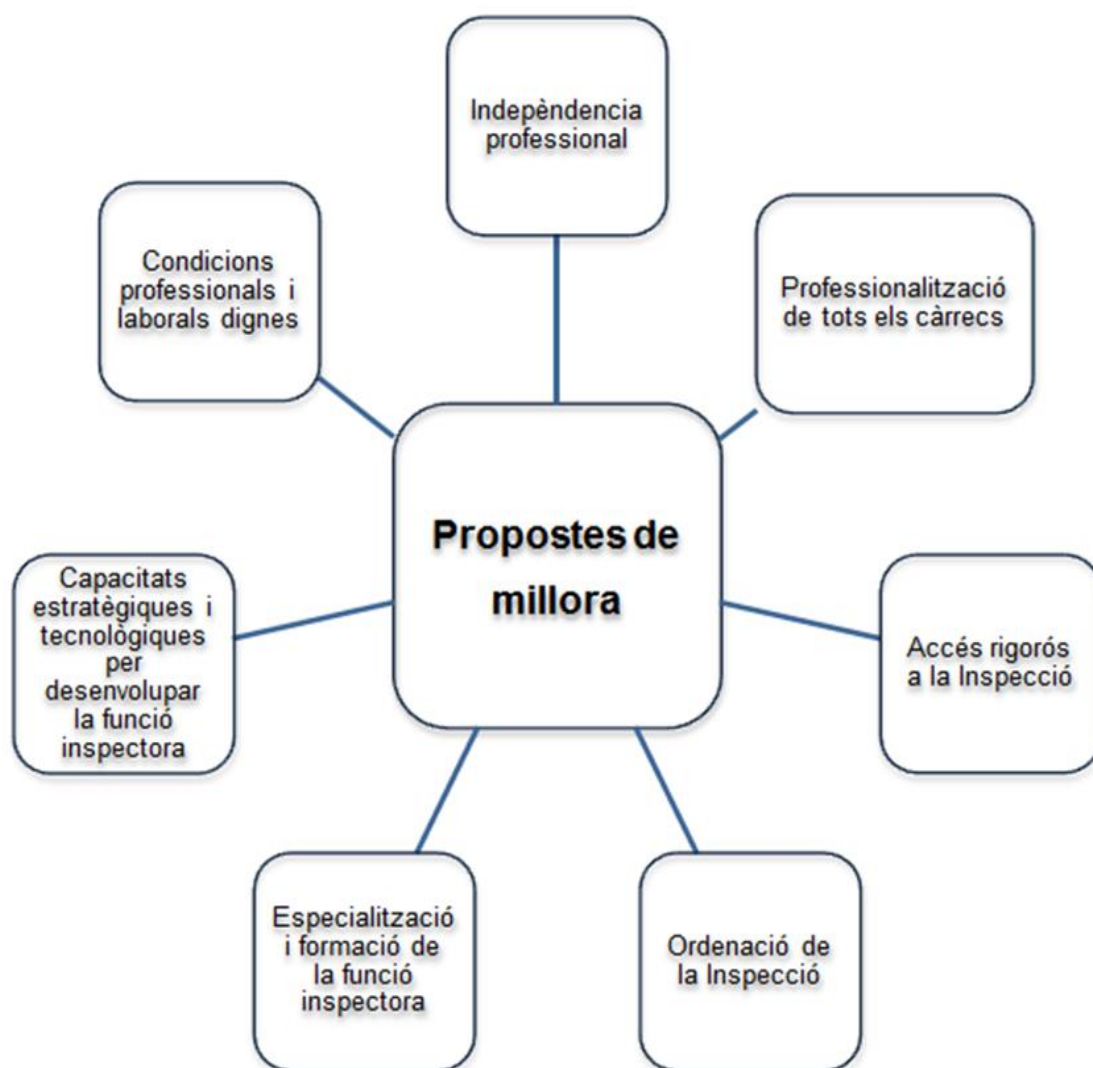 Indepèndencia
professional
Condicions
professionals i
laborals dignes
Professionalització
de tots els càrrecs
Propostes de
millora
Capacitats
estratègiques i
tecnològiques
per
desenvolupar
la funció
inspectora
Accés rigorós
a la Inspecció
Especialització
i formació de
la funció
inspectora
Ordenació de
la Inspecció